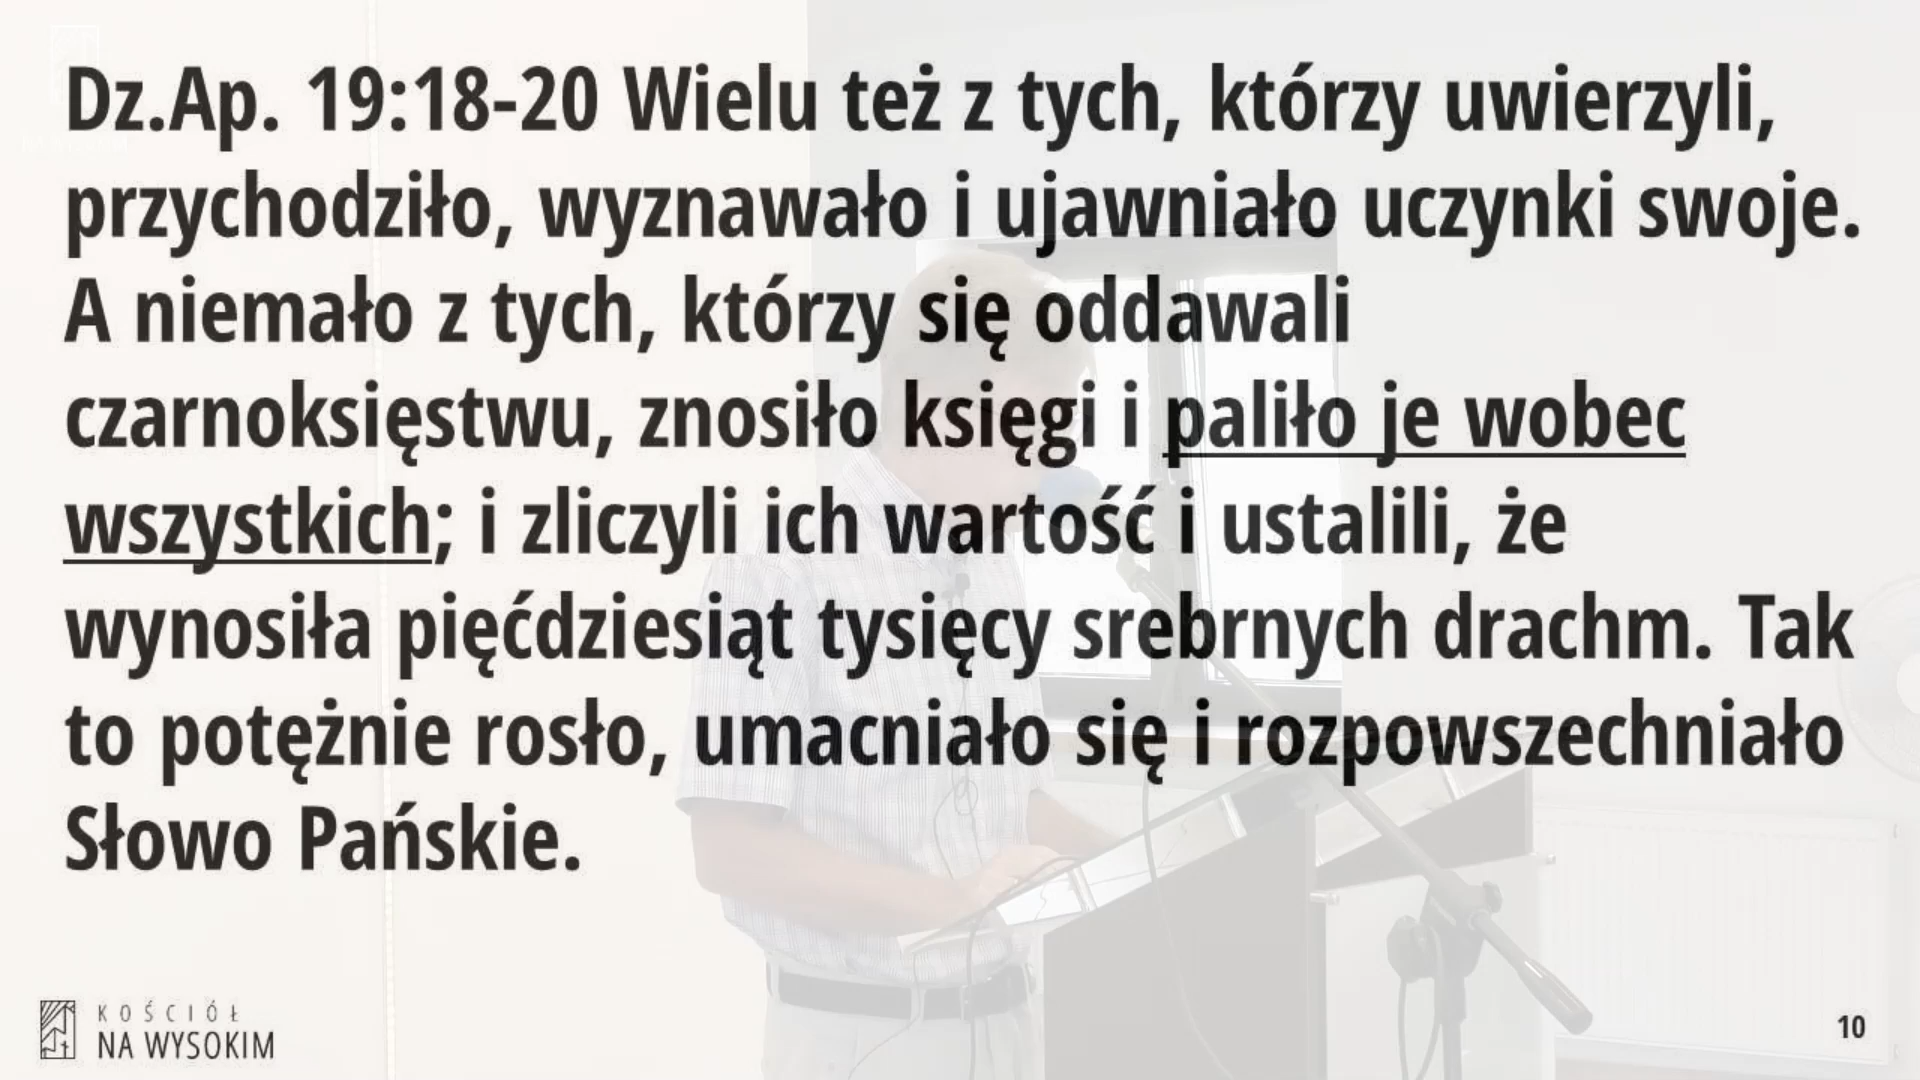 Dz.Ap. 19:18-20 Wielu też z tych, którzy uwierzyli,
przychodziło, wyznawało i ujawniało uczynki swoje.
A niemało z tych, którzy się oddawali
czarnoksięstwu, znosiło księgi i paliło je wobec
wszystkich; i zliczyli ich wartość i ustalili, że
wynosiła pięćdziesiąt tysięcy srebrnych drachm. Tak
to potężnie rosło, umacniało się i rozpowszechniało
Słowo Pańskie.
KOŚCIÓŁ
NA WYSOKIM
10